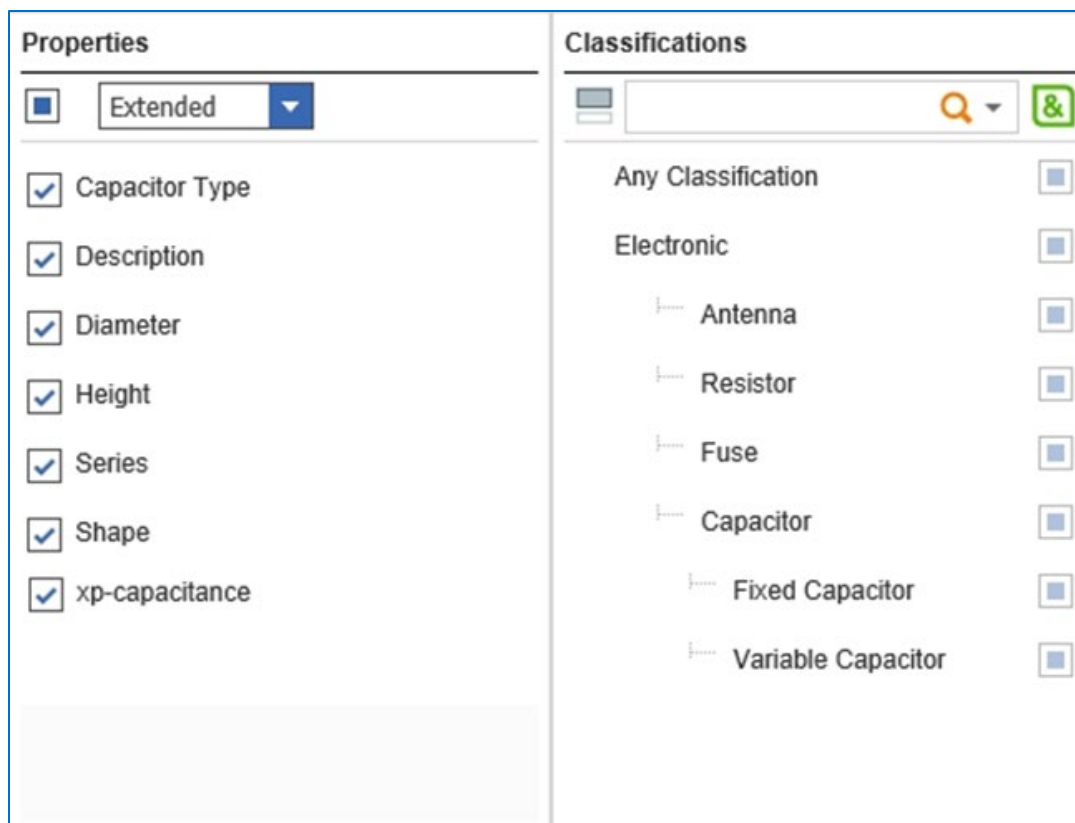 Properties
Extended
Capacitor Type
Description
Diameter
Height
Series
Shape
xp-capacitance
Classifications
&
Any Classification
Electronic
Antenna
Resistor
Fuse
Capacitor
Fixed Capacitor
Variable Capacitor